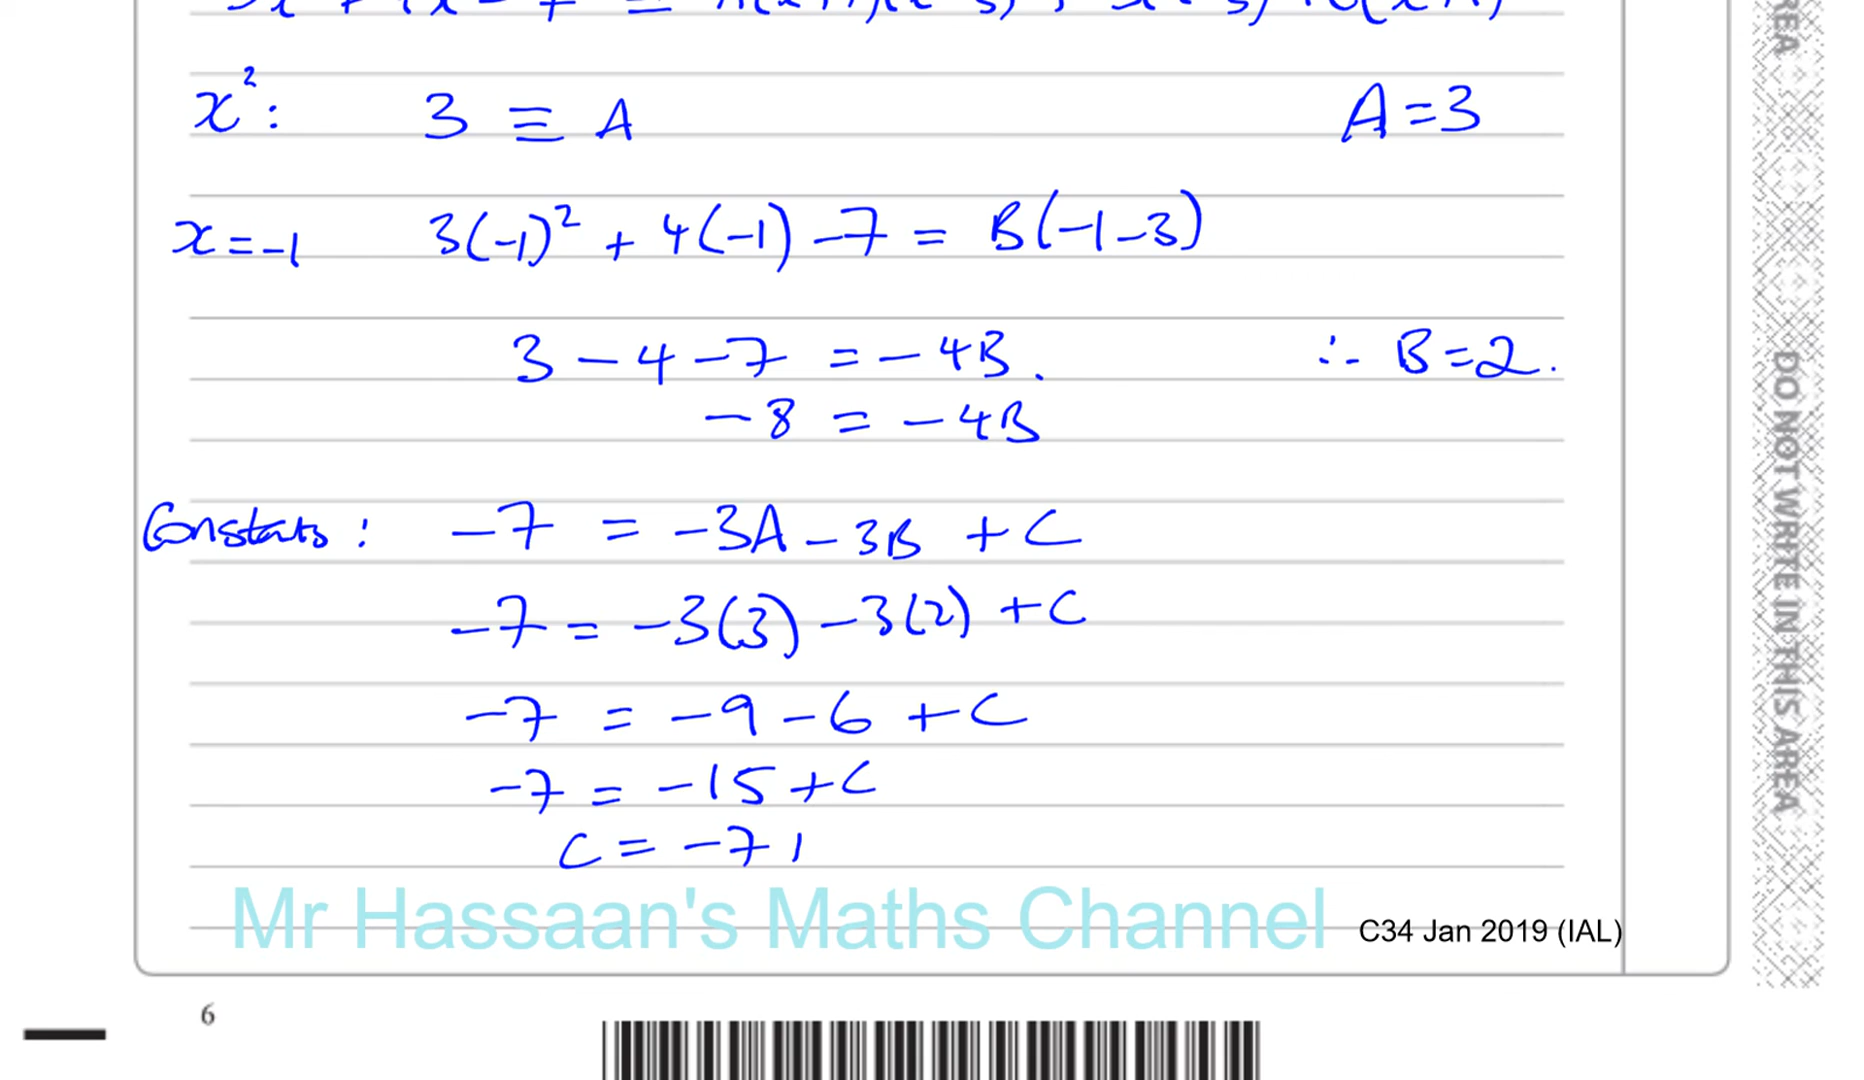 x²: 3 ≡ A A=3
x=-1 3(-1)² + 4(-1) -7 = B(-1-3)
3 - 4 - 7 = -4B. ∴ B=2.
-8 = -4B
Constants: -7 = -3A - 3B + C
-7 = -3(3) - 3(2) + C
-7 = -9 - 6 + C
-7 = -15 + C
C = -7
Mr Hassaan's Maths Channel
C34 Jan 2019 (IAL)
6
EA
DO NOT WRITE IN THIS AREA